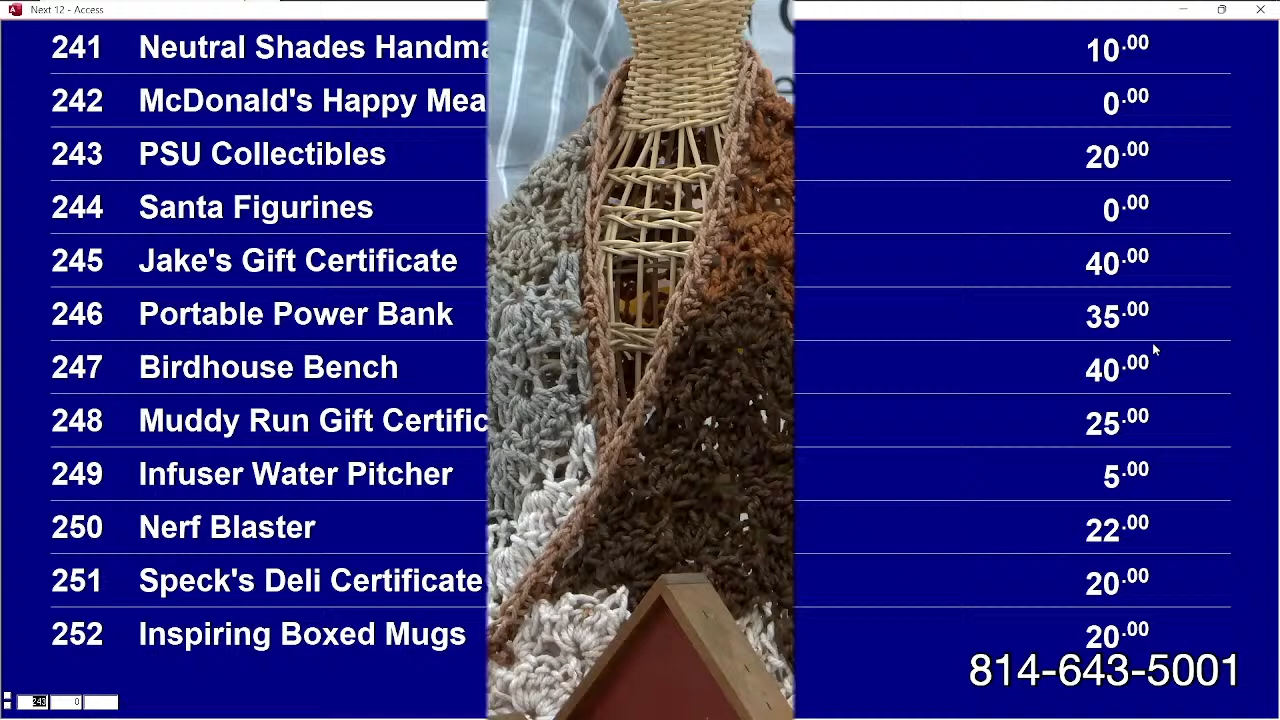 Next 12 - Access
241 Neutral Shades Handma 10.00
242 McDonald's Happy Mea 0.00
243 PSU Collectibles 20.00
244 Santa Figurines 0.00
245 Jake's Gift Certificate 40.00
246 Portable Power Bank 35.00
247 Birdhouse Bench 40.00
248 Muddy Run Gift Certific 25.00
249 Infuser Water Pitcher 5.00
250 Nerf Blaster 22.00
251 Speck's Deli Certificate 20.00
252 Inspiring Boxed Mugs 20.00
814-643-5001
0